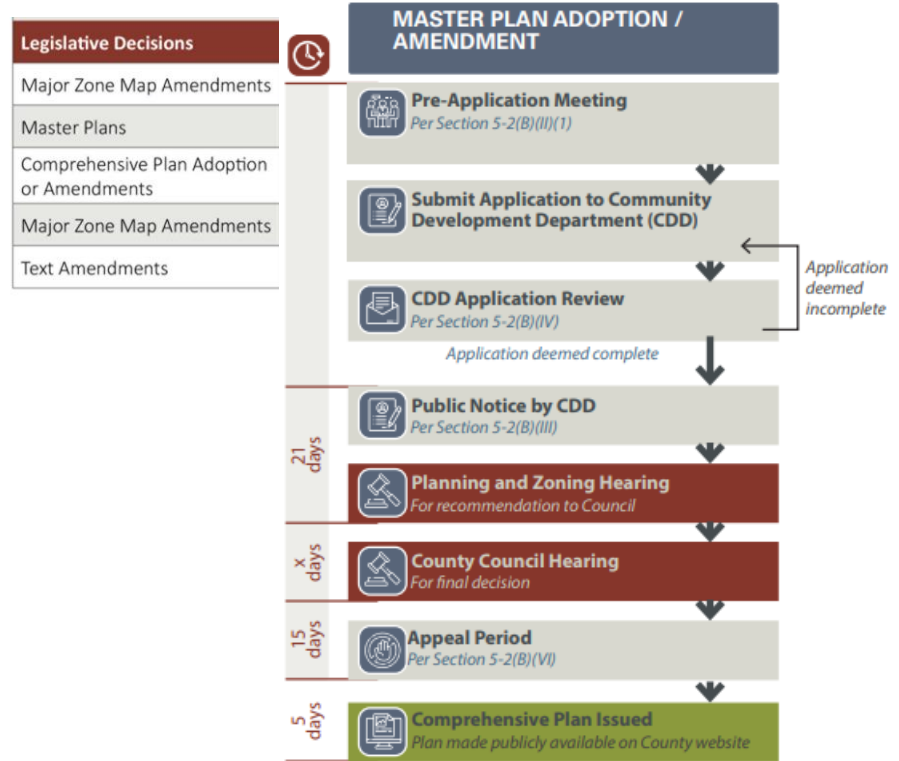 Legislative Decisions
Major Zone Map Amendments
Master Plans
Comprehensive Plan Adoption
or Amendments
Major Zone Map Amendments
Text Amendments
MASTER PLAN ADOPTION /
AMENDMENT
Pre-Application Meeting
Per Section 5-2(B)(II)(1)
Submit Application to Community
Development Department (CDD)
Application
deemed
incomplete
CDD Application Review
Per Section 5-2(B)(IV)
Application deemed complete
21
days
Public Notice by CDD
Per Section 5-2(B)(III)
Planning and Zoning Hearing
For recommendation to Council
x
days
County Council Hearing
For final decision
15
days
Appeal Period
Per Section 5-2(B)(VI)
5
days
Comprehensive Plan Issued
Plan made publicly available on County website